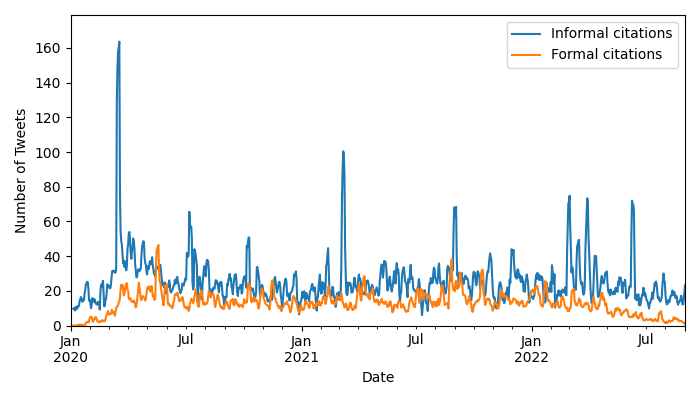 Informal citations
Formal citations
Number of Tweets
160
140
120
100
80
60
40
20
0
Jan
2020
Jul
Jan
2021
Jul
Jan
2022
Jul
Date